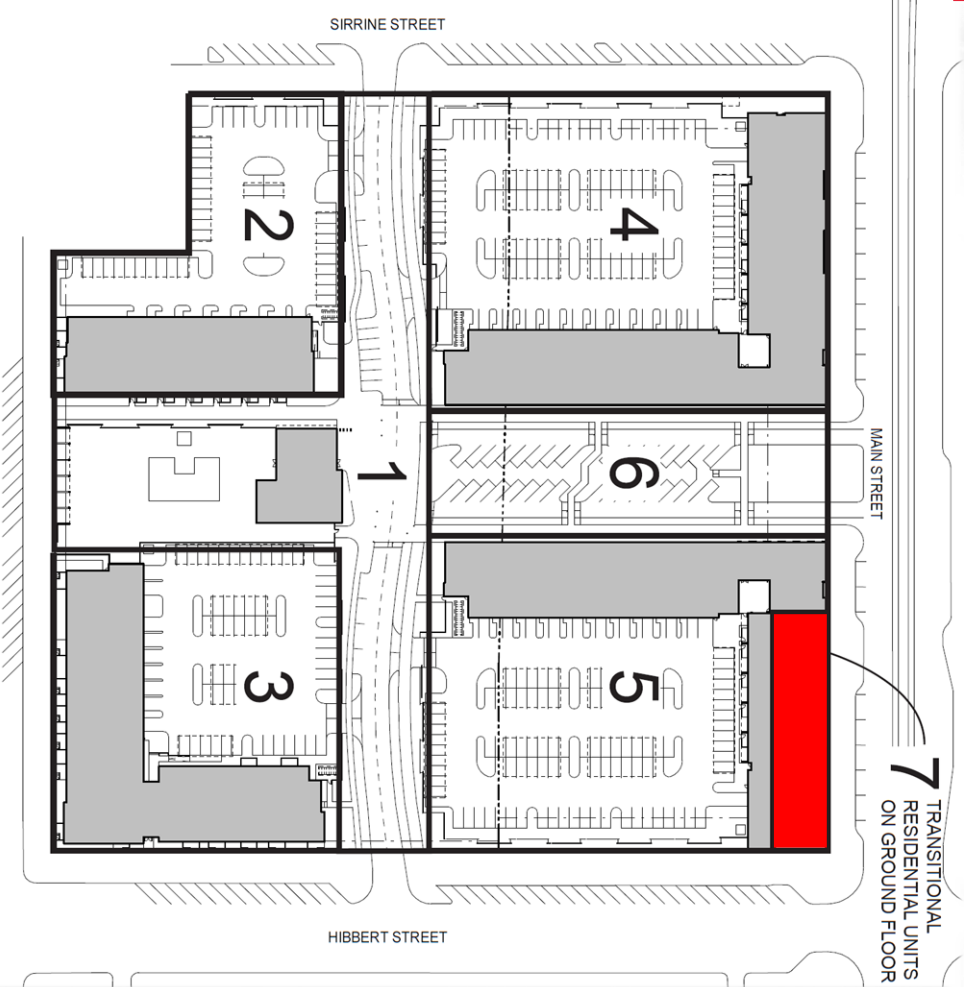 SIRRINE STREET
2
4
1
6
MAIN STREET
3
5
7
TRANSITIONAL
RESIDENTIAL UNITS
ON GROUND FLOOR
HIBBERT STREET